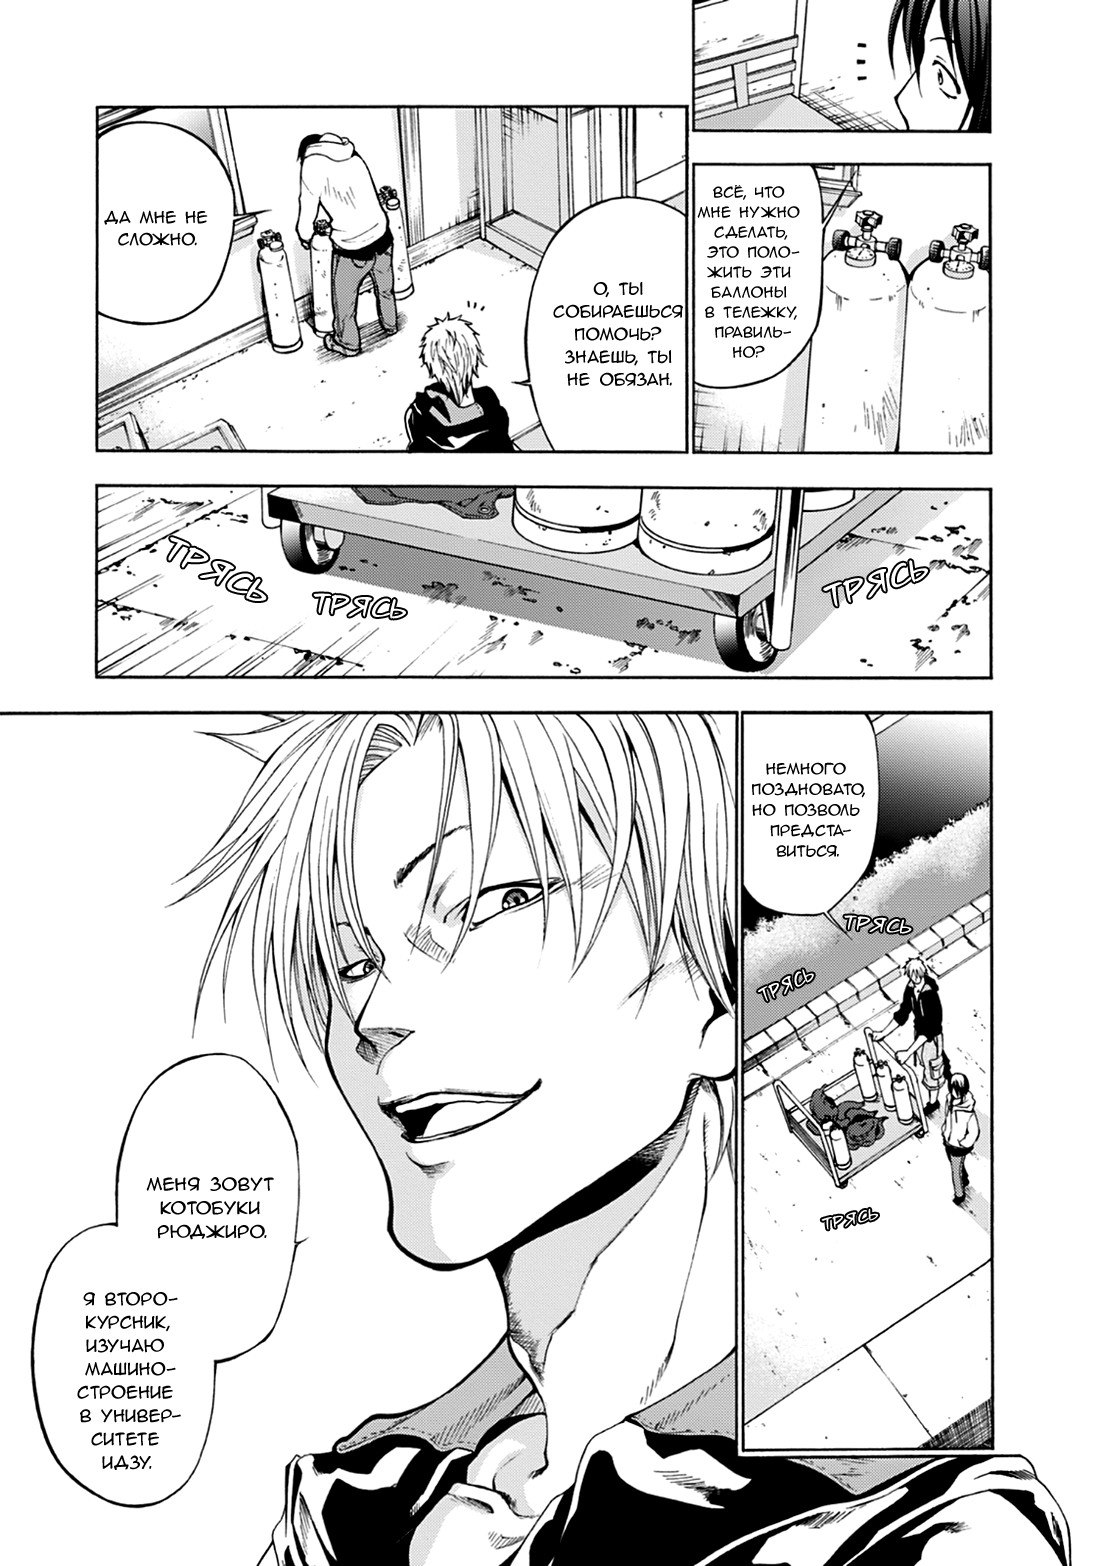 ВСЁ, ЧТО
МНЕ НУЖНО
СДЕЛАТЬ,
ЭТО ПОЛО-
ЖИТЬ ЭТИ
БАЛЛОНЫ
В ТЕЛЕЖКУ,
ПРАВИЛЬ-
НО?
О, ТЫ
СОБИРАЕШЬСЯ
ПОМОЧЬ?
ЗНАЕШЬ, ТЫ
НЕ ОБЯЗАН.
ДА МНЕ НЕ
СЛОЖНО.
ТРЯСЬ
ТРЯСЬ
ТРЯСЬ
НЕМНОГО
ПОЗДНОВАТО,
НО ПОЗВОЛЬ
ПРЕДСТА-
ВИТЬСЯ.
ТРЯСЬ
ТРЯСЬ
ТРЯСЬ
МЕНЯ ЗОВУТ
КОТОБУКИ
РЮДЖИРО.
Я ВТОРО-
КУРСНИК,
ИЗУЧАЮ
МАШИНО-
СТРОЕНИЕ
В УНИВЕР-
СИТЕТЕ
ИДЗУ.